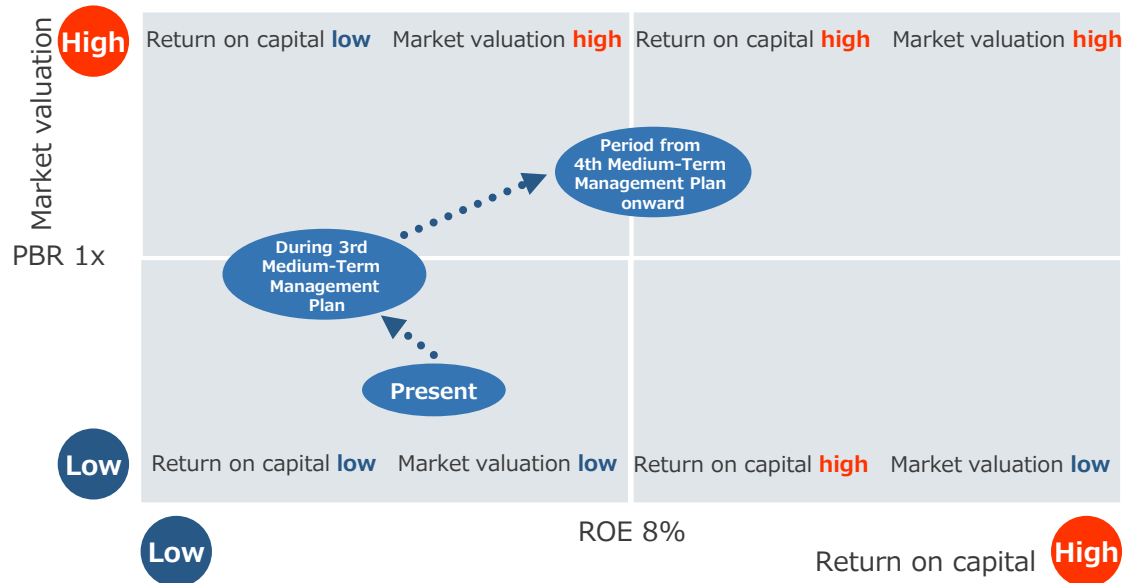 Market valuation
High
Return on capital low
Market valuation high
Return on capital high
Market valuation high
Period from
4th Medium-Term
Management Plan
onward
PBR 1x
During 3rd
Medium-Term
Management
Plan
Present
Low
Return on capital low
Market valuation low
Return on capital high
Market valuation low
Low
ROE 8%
Return on capital
High